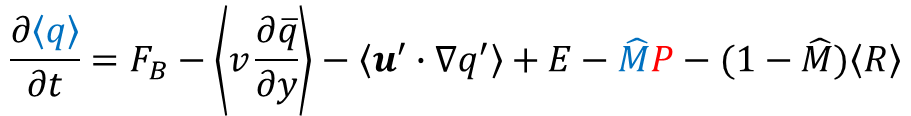 ∂⟨q⟩/∂t = F_B − ⟨v ∂q̄/∂y⟩ − ⟨𝒖′ · ∇q′⟩ + E − M̂P − (1 − M̂)⟨R⟩